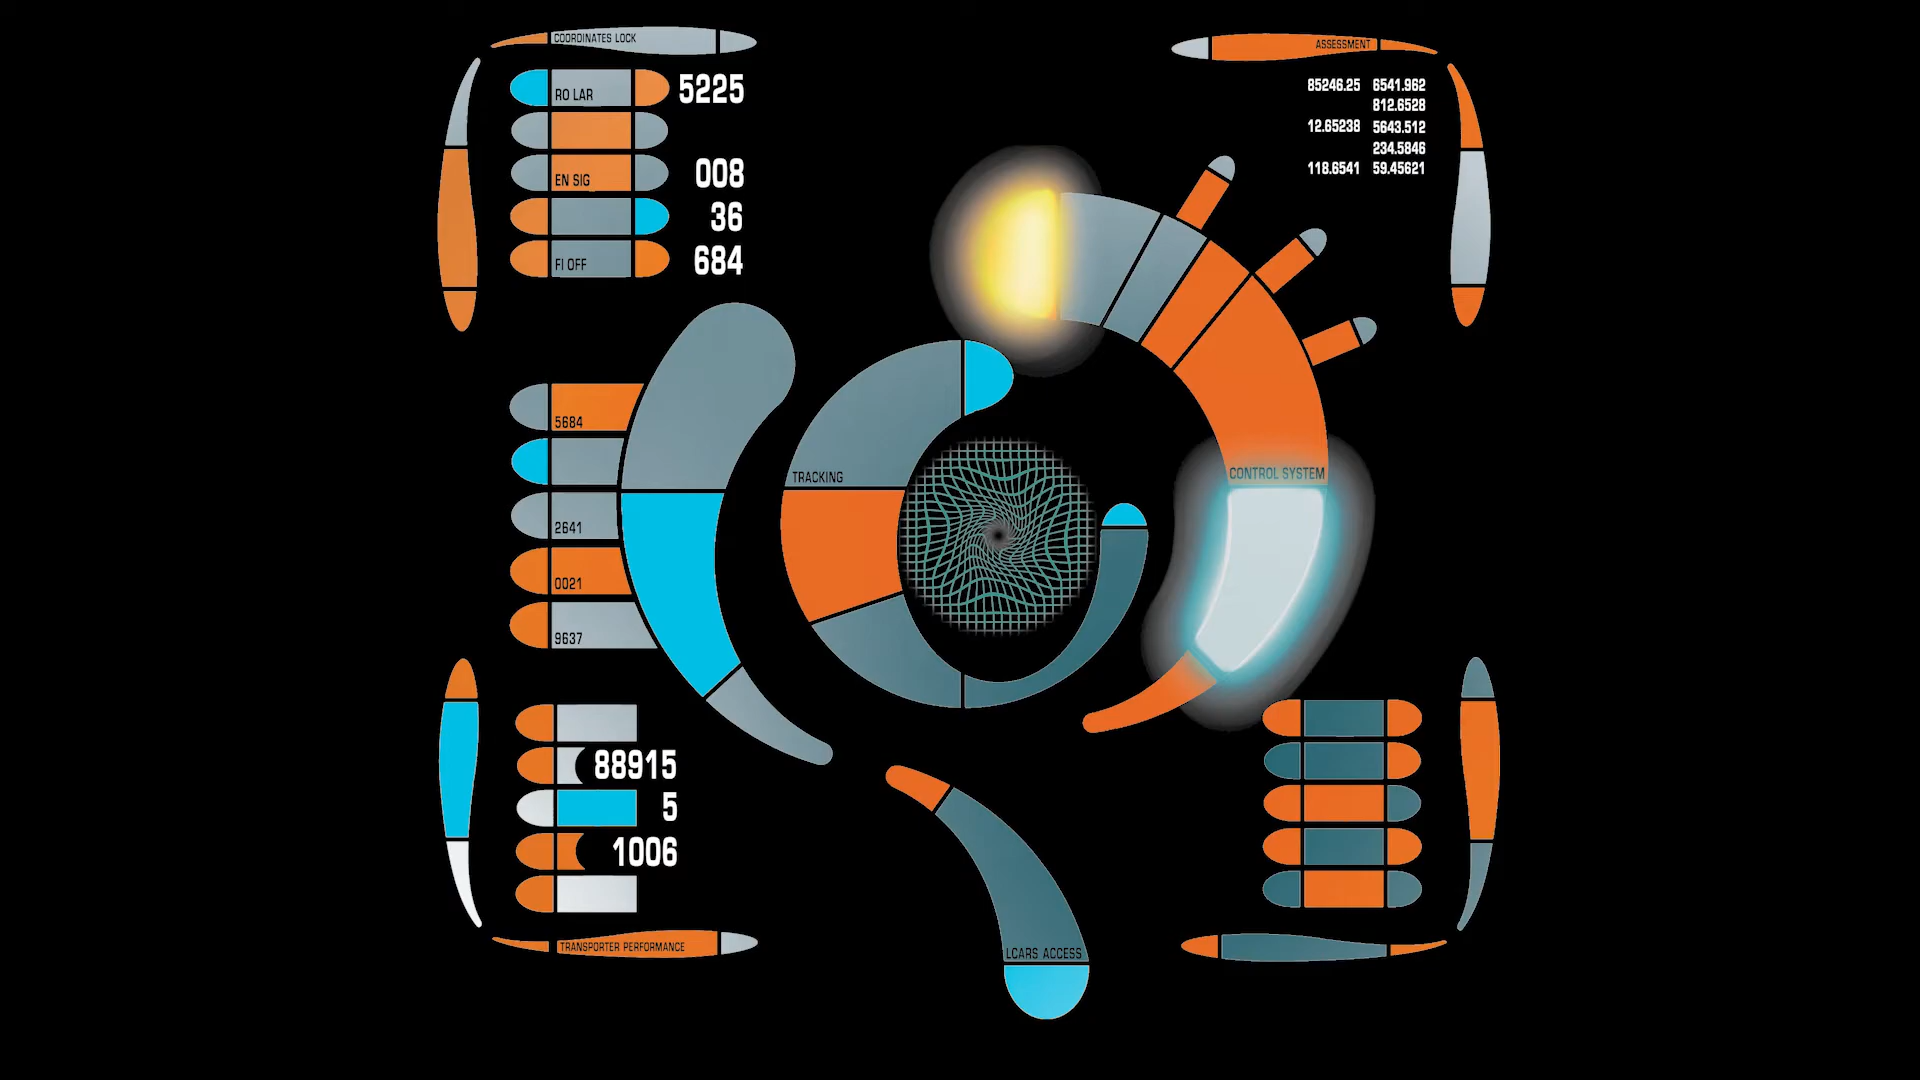 COORDINATES LOCK
RO LAR 5225
EN SIG 008
36
FI OFF 684
ASSESSMENT
85246.25 6541.962
812.6528
12.65238 5643.512
234.5846
118.6541 59.45621
5684
2641
0021
9637
TRACKING
CONTROL SYSTEM
88915
5
1006
TRANSPORTER PERFORMANCE
LCARS ACCESS